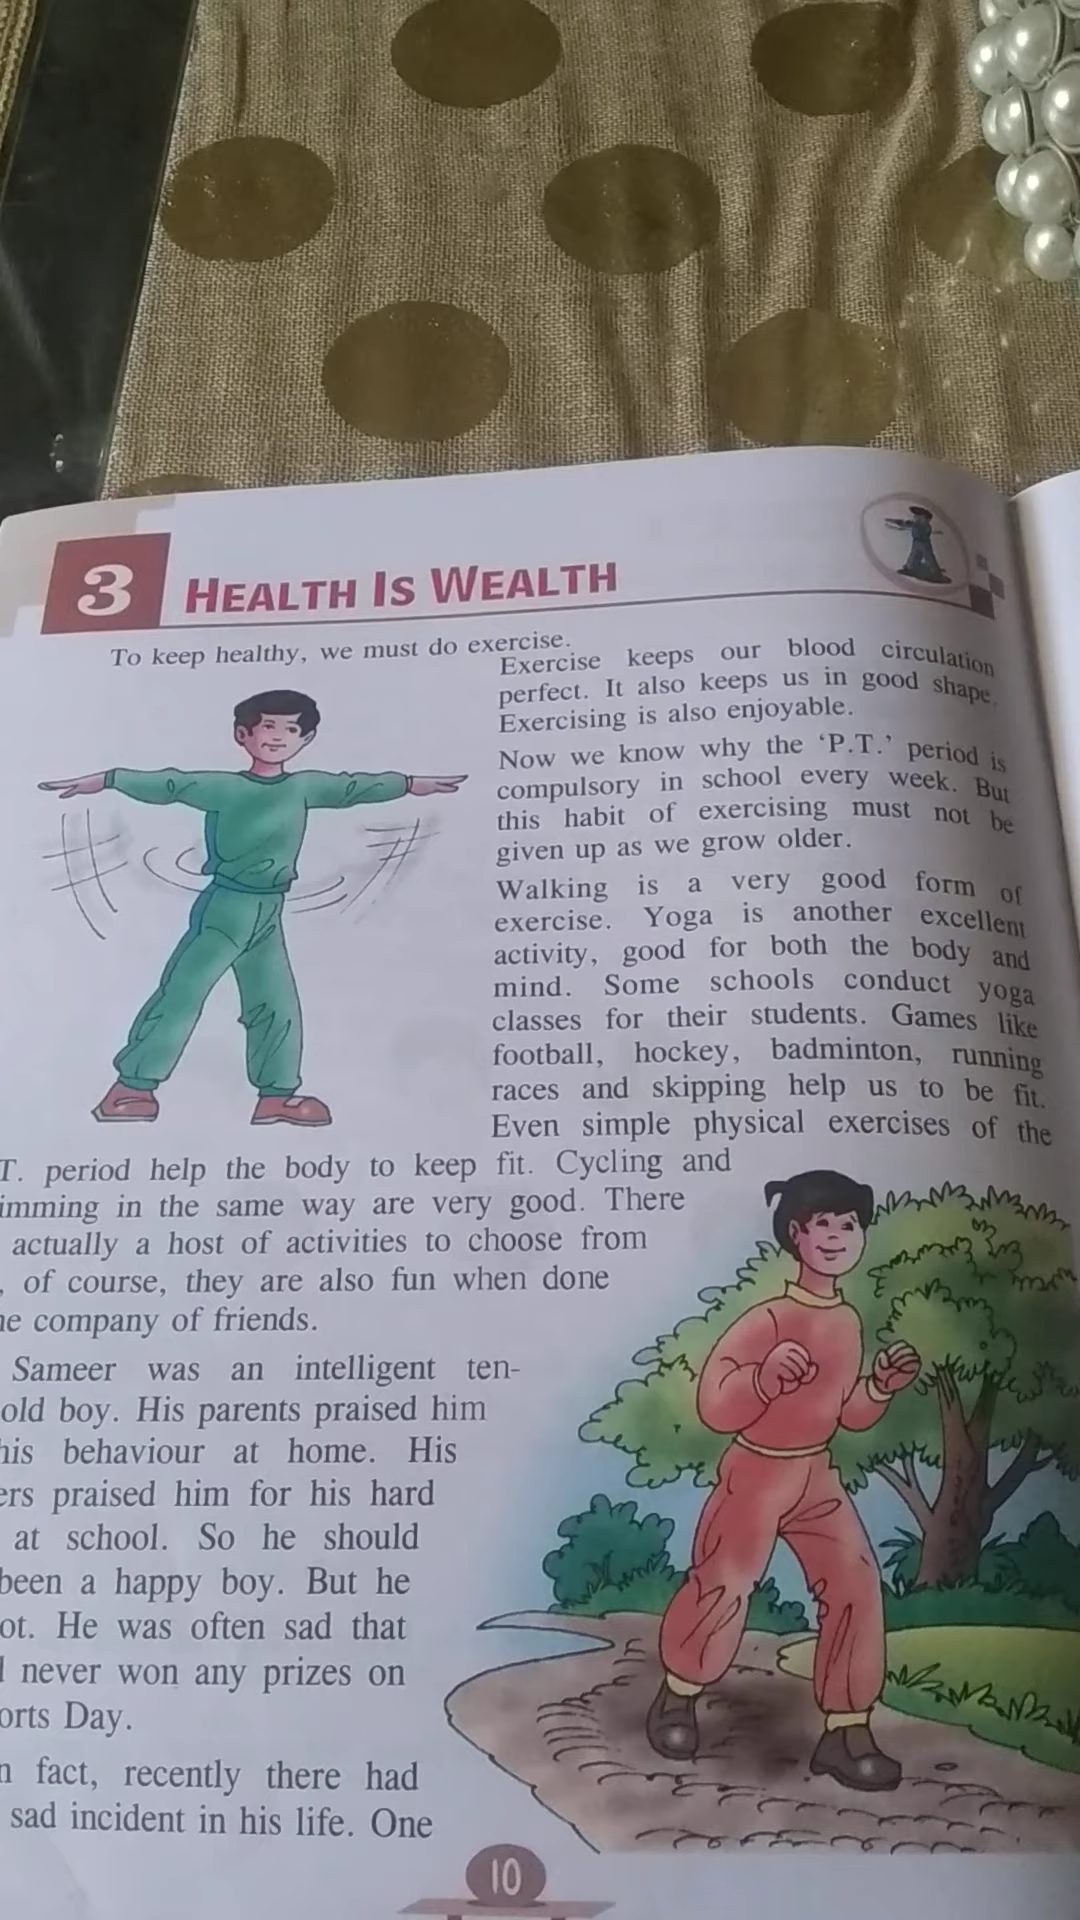 3 HEALTH IS WEALTH
To keep healthy, we must do exercise.
Exercise keeps our blood circulation
perfect. It also keeps us in good shape.
Exercising is also enjoyable.
Now we know why the ‘P.T.’ period is
compulsory in school every week. But
this habit of exercising must not be
given up as we grow older.
Walking is a very good form of
exercise. Yoga is another excellent
activity, good for both the body and
mind. Some schools conduct yoga
classes for their students. Games like
football, hockey, badminton, running
races and skipping help us to be fit.
Even simple physical exercises of the
T. period help the body to keep fit. Cycling and
imming in the same way are very good. There
actually a host of activities to choose from
, of course, they are also fun when done
e company of friends.
Sameer was an intelligent ten-
old boy. His parents praised him
his behaviour at home. His
ers praised him for his hard
at school. So he should
been a happy boy. But he
ot. He was often sad that
never won any prizes on
orts Day.
n fact, recently there had
sad incident in his life. One
10